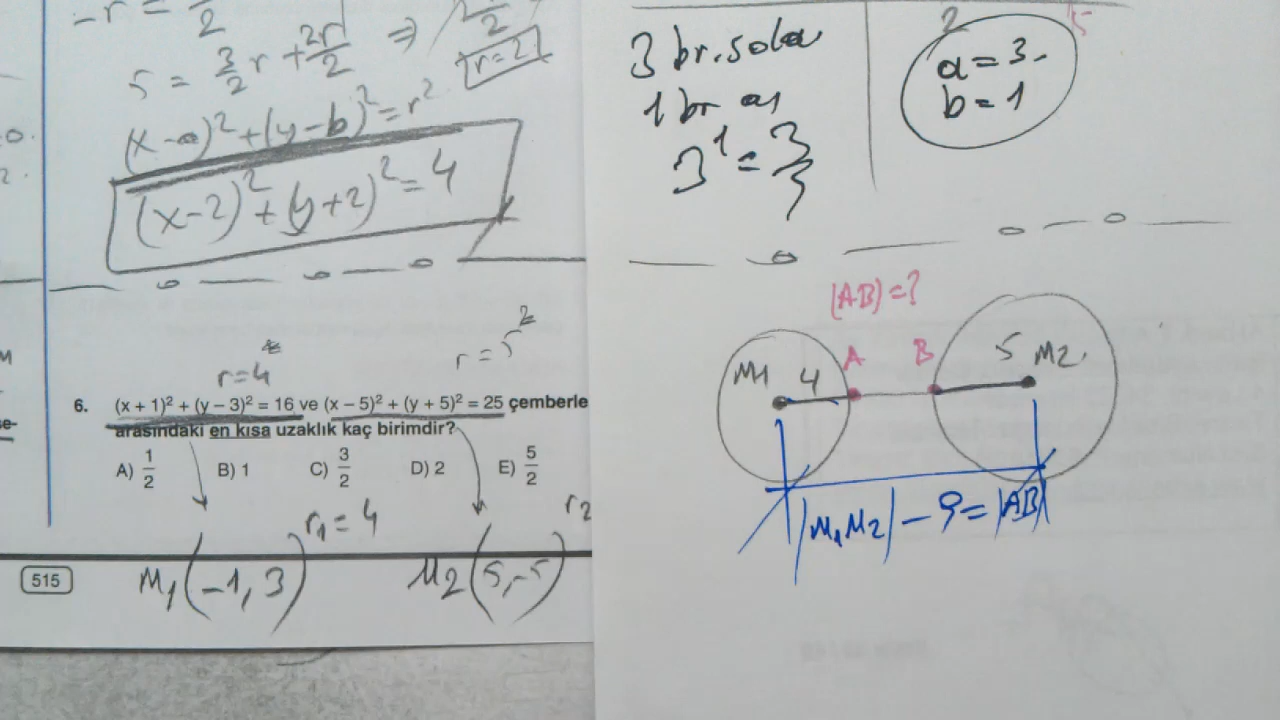 5 = 3/2 r + 2r/2 ⇒
r = 2
(x-a)² + (y-b)² = r²
(x-2)² + (y+2)² = 4
r = 4²
r = 5²
6. (x + 1)² + (y – 3)² = 16 ve (x – 5)² + (y + 5)² = 25 çemberle
arasındaki en kısa uzaklık kaç birimdir?
A) 1/2 B) 1 C) 3/2 D) 2 E) 5/2
r₁ = 4
r₂
515
M₁(-1, 3)
M₂(5, -5)
3 br. sola
1 br
a = 3
b = 1
|AB| = ?
A
B
M1
4
5
M2
|M₁M₂| - 9 = |AB|